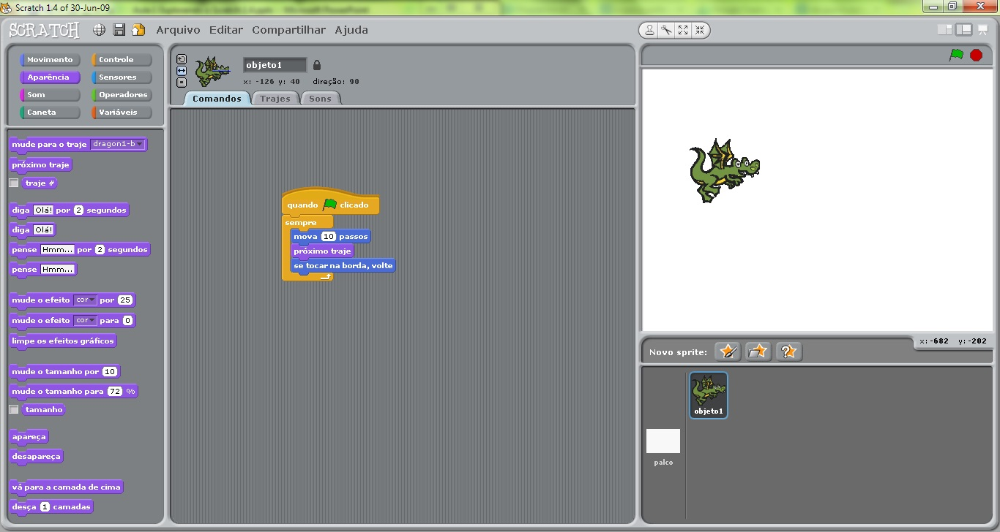 Scratch 1.4 of 30-Jun-09
SCRATCH
Arquivo Editar Compartilhar Ajuda
Movimento Controle
Aparência Sensores
Som Operadores
Caneta Variáveis
mude para o traje dragon1-b
próximo traje
traje #
diga Olá! por 2 segundos
diga Olá!
pense Hmm... por 2 segundos
pense Hmm...
mude o efeito cor por 25
mude o efeito cor para 0
limpe os efeitos gráficos
mude o tamanho por 10
mude o tamanho para 72 %
tamanho
apareça
desapareça
vá para a camada de cima
desça 1 camadas
objeto1
x: -126 y: 40 direção: 90
Comandos Trajes Sons
quando clicado
sempre
mova 10 passos
próximo traje
se tocar na borda, volte
x: -682 y: -202
Novo sprite:
objeto1
palco